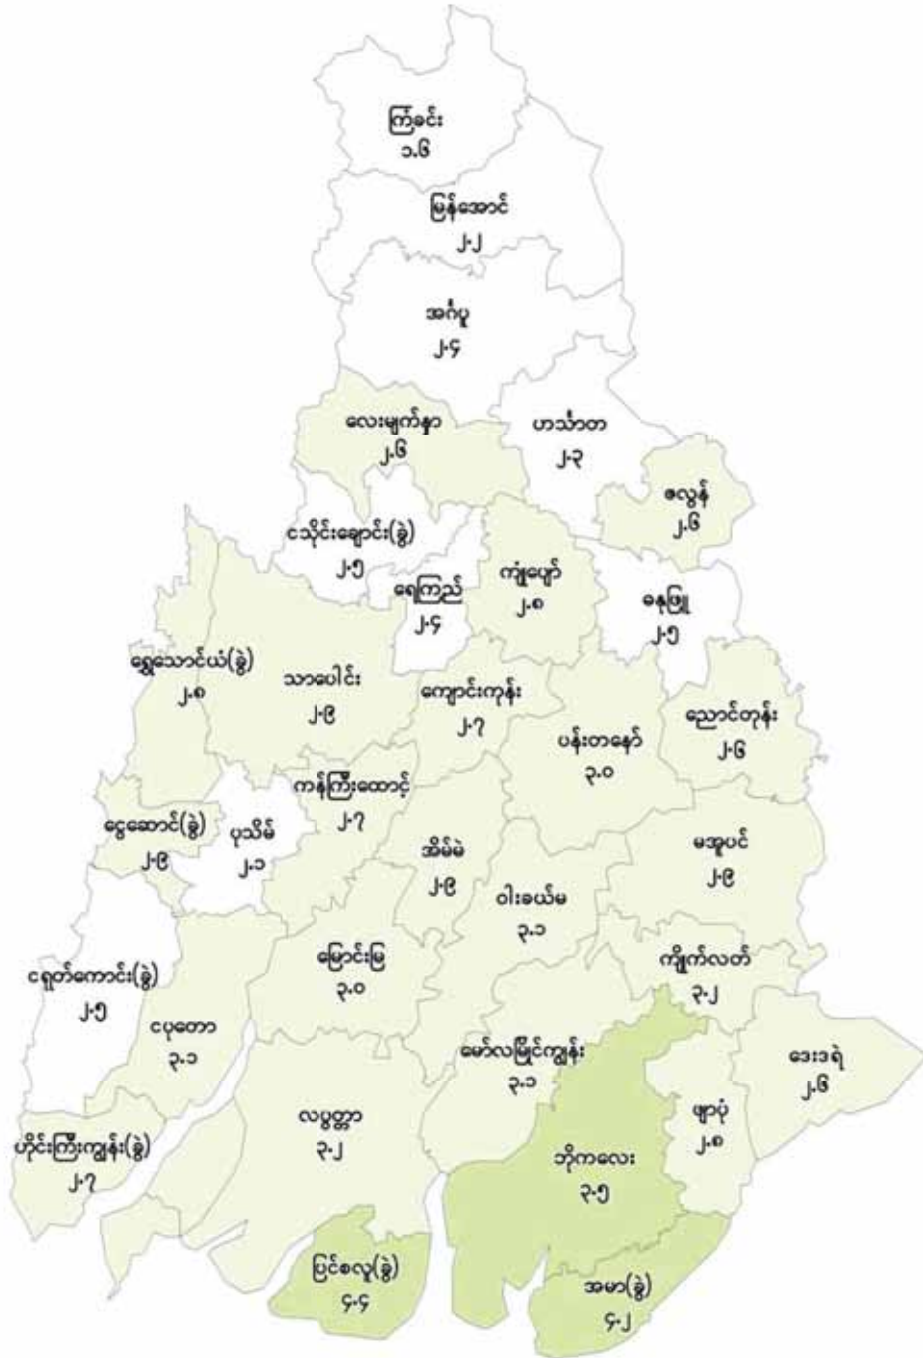 ကြံခင်း
၁.၆
မြန်အောင်
၂.၂
အင်္ဂပူ
၂.၄
လေးမျက်နှာ
၂.၆
ဟင်္သာတ
၂.၃
ဇလွန်
၂.၆
ငသိုင်းချောင်း(ခွဲ)
၂.၅
ရေကြည်
၂.၄
ကျုံပျော်
၂.၈
ဓနုဖြူ
၂.၅
ရွှေသောင်ယံ(ခွဲ)
၂.၈
သာပေါင်း
၂.၉
ကျောင်းကုန်း
၂.၇
ပန်းတနော်
၃.၀
ညောင်တုန်း
၂.၆
ငွေဆောင်(ခွဲ)
၂.၉
ပုသိမ်
၂.၁
ကန်ကြီးထောင့်
၂.၇
အိမ်မဲ
၂.၉
ဝါးခယ်မ
၃.၁
မအူပင်
၂.၉
ငရုတ်ကောင်း(ခွဲ)
၂.၅
ငပုတော
၃.၁
မြောင်းမြ
၃.၀
ကျိုက်လတ်
၃.၂
မော်လမြိုင်ကျွန်း
၃.၁
ဒေးဒရဲ
၂.၆
ဖျာပုံ
၂.၈
ဟိုင်းကြီးကျွန်း(ခွဲ)
၂.၇
လပွတ္တာ
၃.၂
ဘိုကလေး
၃.၅
ပြင်စလူ(ခွဲ)
၄.၄
အမာ(ခွဲ)
၄.၂